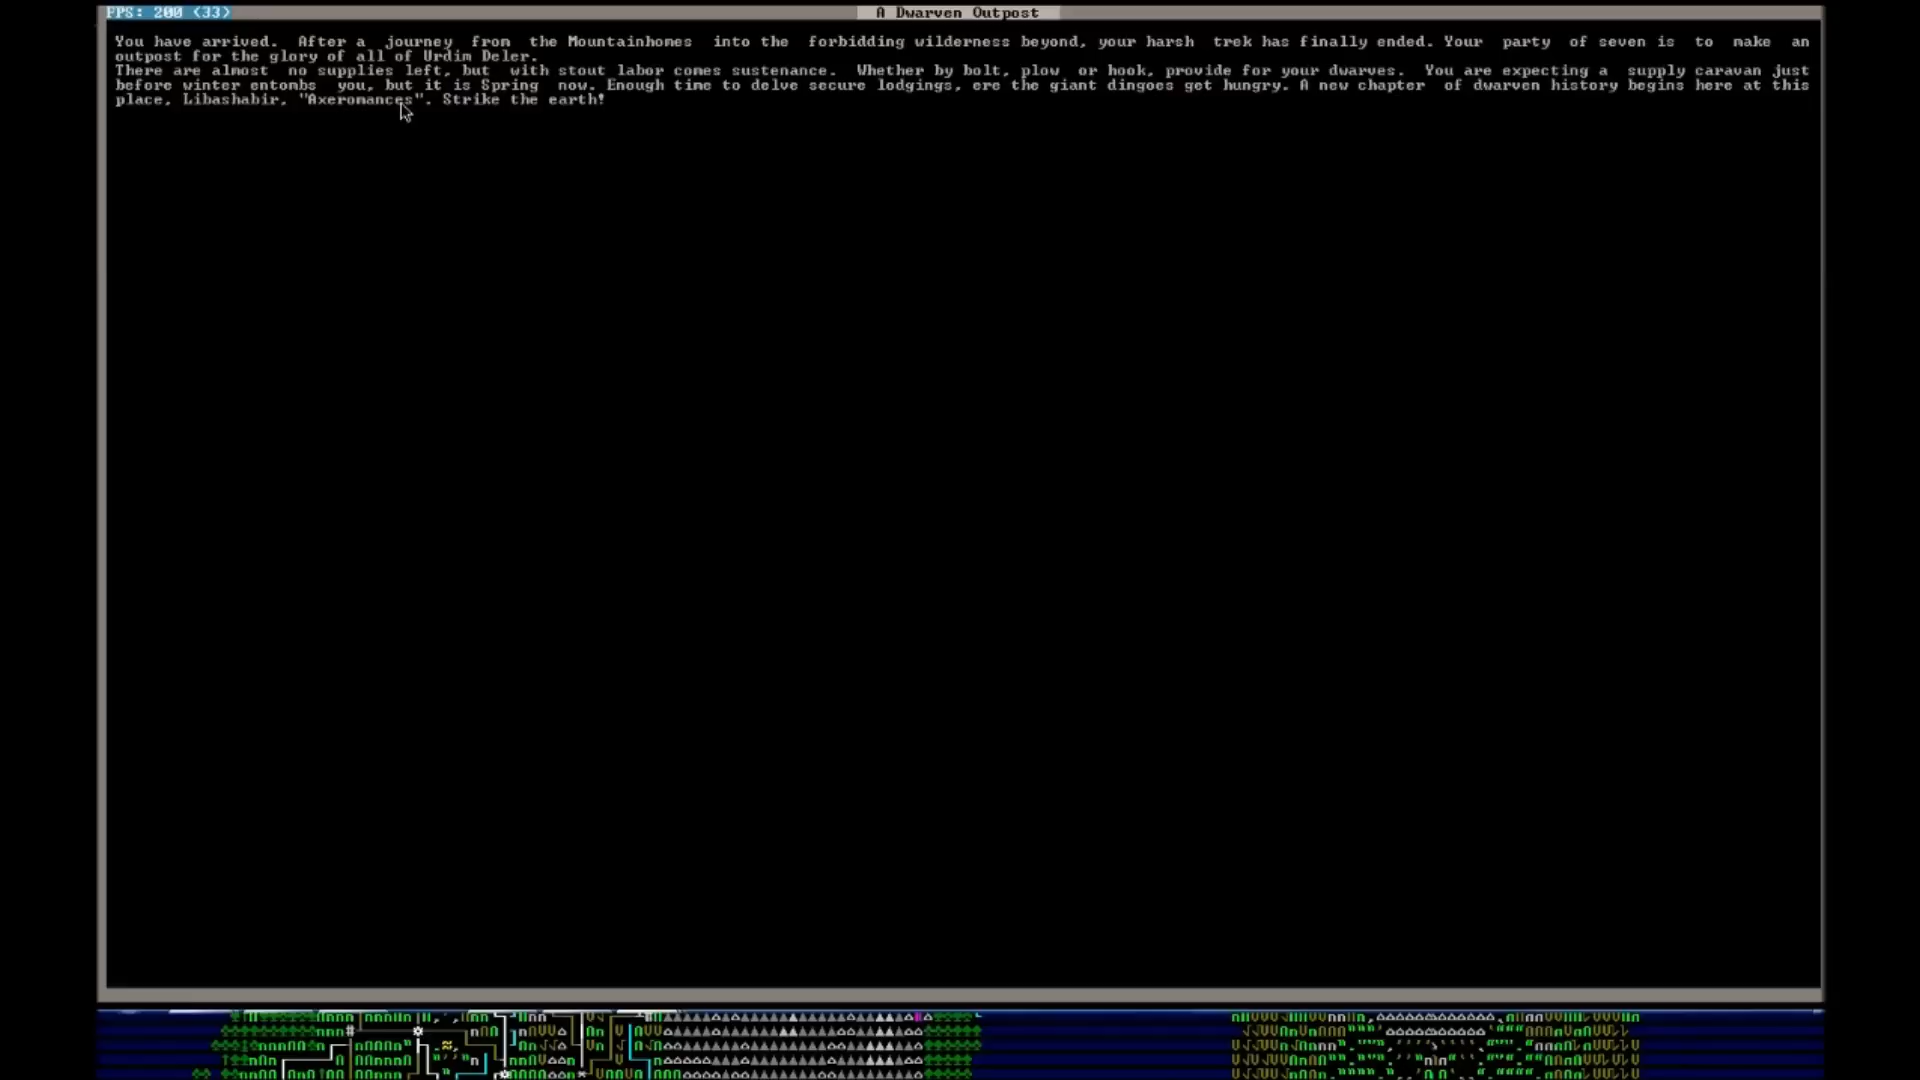 FPS: 200 (33)
A Dwarven Outpost
You have arrived. After a journey from the Mountainhomes into the forbidding wilderness beyond, your harsh trek has finally ended. Your party of seven is to make an
outpost for the glory of all of Urdim Deler.
There are almost no supplies left, but with stout labor comes sustenance. Whether by bolt, plow or hook, provide for your dwarves. You are expecting a supply caravan just
before winter entombs you, but it is Spring now. Enough time to delve secure lodgings, ere the giant dingoes get hungry. A new chapter of dwarven history begins here at this
place, Libashabir, "Axeromances". Strike the earth!